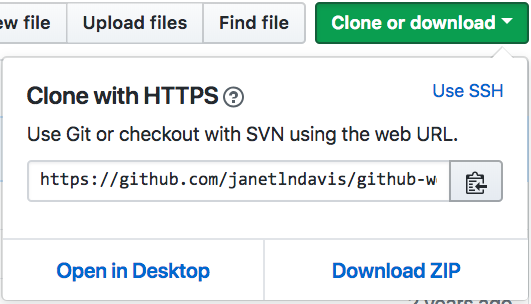 ew file Upload files Find file Clone or download
Clone with HTTPS Use SSH
Use Git or checkout with SVN using the web URL.
https://github.com/janetlndavis/github-w
Open in Desktop Download ZIP
2 years ago